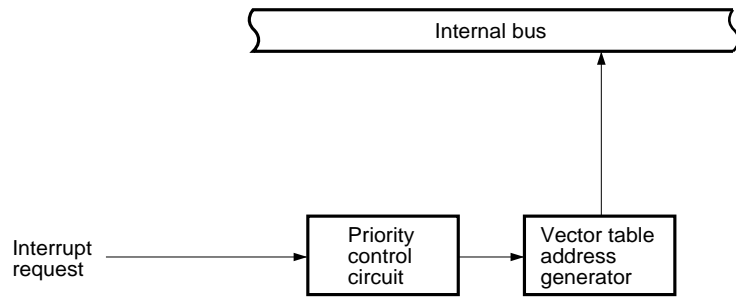 Internal bus
Interrupt
request
Priority
control
circuit
Vector table
address
generator